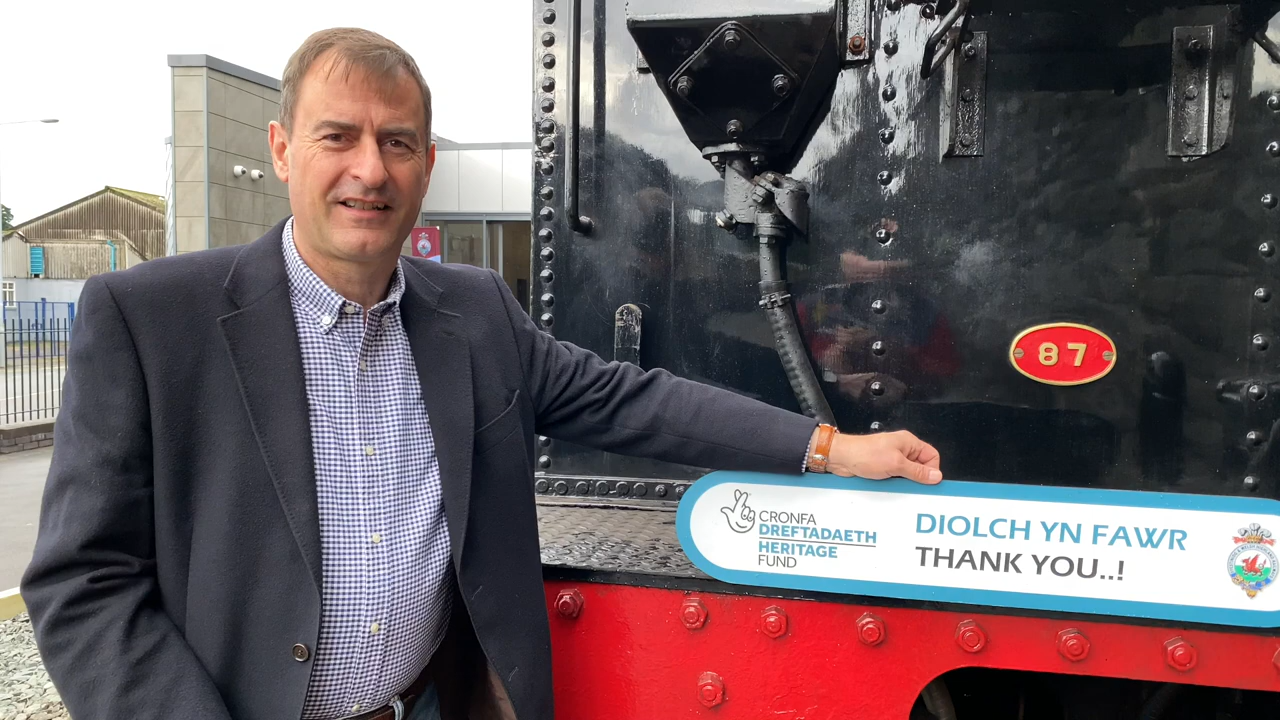 87
CRONFA
DREFTADAETH
HERITAGE
FUND
DIOLCH YN FAWR
THANK YOU..!